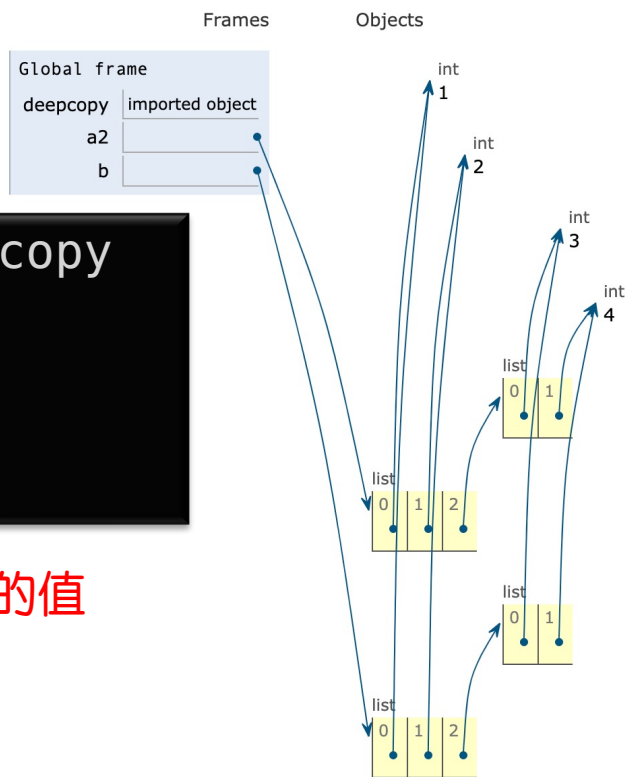 Frames
Objects
Global frame
deepcopy imported object
a2
b
int
1
int
2
int
3
int
4
copy
list
0 1
list
0 1 2
的值
list
0 1
list
0 1 2